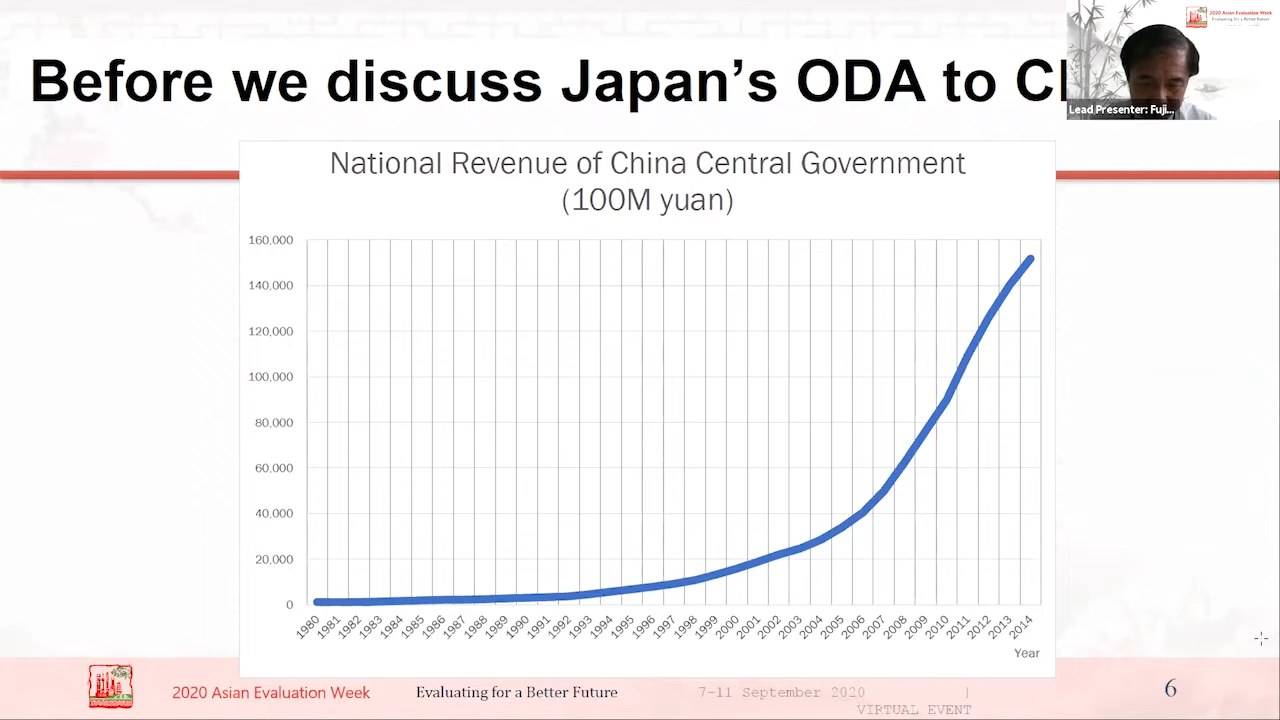 Before we discuss Japan's ODA to
2020 Asian Evaluation Week
Evaluating for a Better Future
Lead Presenter: Fuji...
National Revenue of China Central Government
(100M yuan)
160,000
140,000
120,000
100,000
80,000
60,000
40,000
20,000
0
1980 1981 1982 1983 1984 1985 1986 1987 1988 1989 1990 1991 1992 1993 1994 1995 1996 1997 1998 1999 2000 2001 2002 2003 2004 2005 2006 2007 2008 2009 2010 2011 2012 2013 2014
Year
2020 Asian Evaluation Week Evaluating for a Better Future 7-11 September 2020 |
VIRTUAL EVENT
6